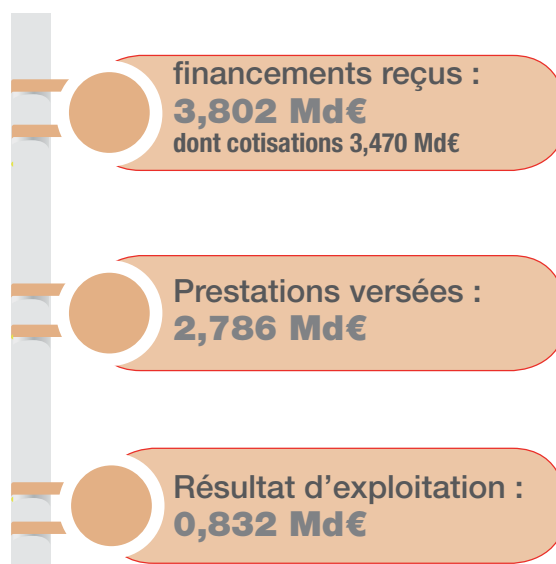 financements reçus :
3,802 Md€
dont cotisations 3,470 Md€
Prestations versées :
2,786 Md€
Résultat d’exploitation :
0,832 Md€